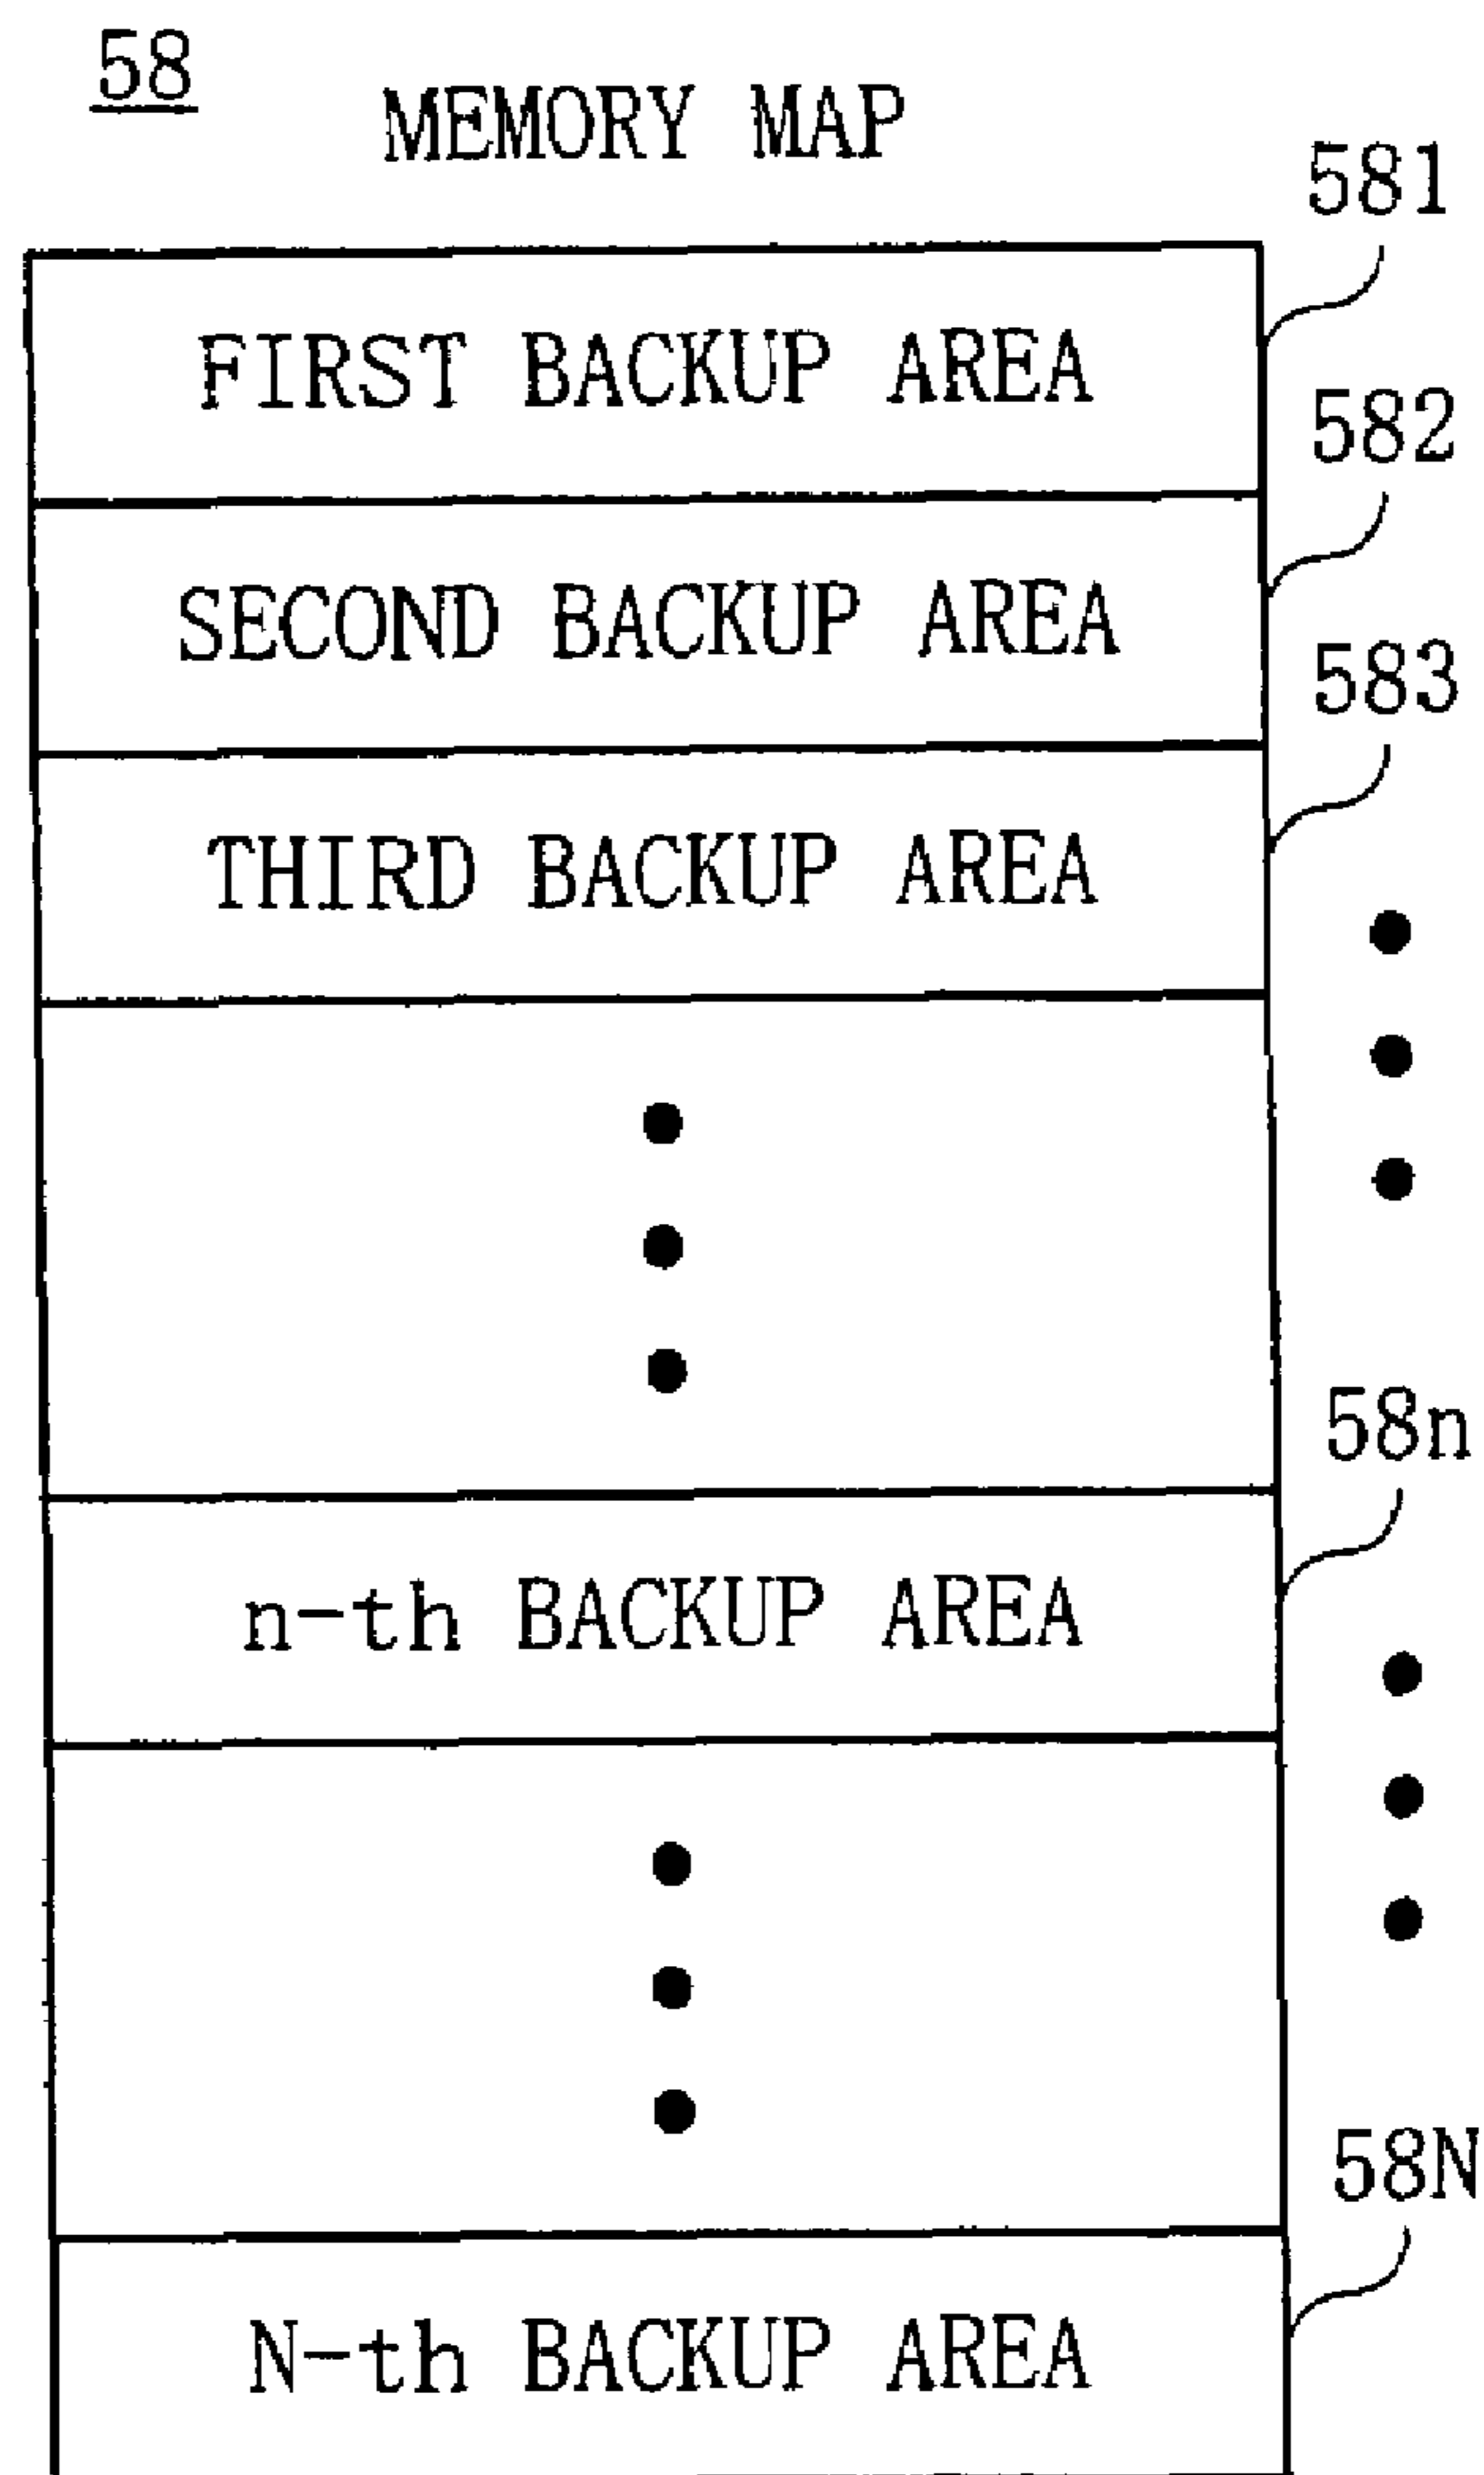 58
MEMORY MAP
581
FIRST BACKUP AREA
582
SECOND BACKUP AREA
583
THIRD BACKUP AREA
58n
n-th BACKUP AREA
58N
N-th BACKUP AREA